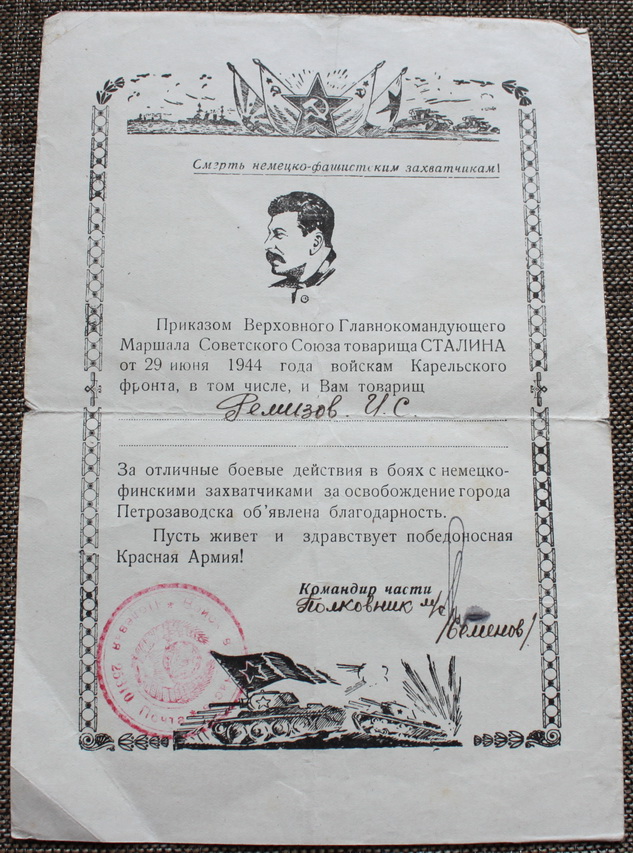 Смерть немецко-фашистским захватчикам!
Приказом Верховного Главнокомандующего
Маршала Советского Союза товарища СТАЛИНА
от 29 июня 1944 года войскам Карельского
фронта, в том числе, и Вам товарищ
Ремизов И.С.
За отличные боевые действия в боях с немецко-
финскими захватчиками за освобождение города
Петрозаводска об'явлена благодарность.
Пусть живет и здравствует победоносная
Красная Армия!
Командир части
Полковник м/с
/Семенов/